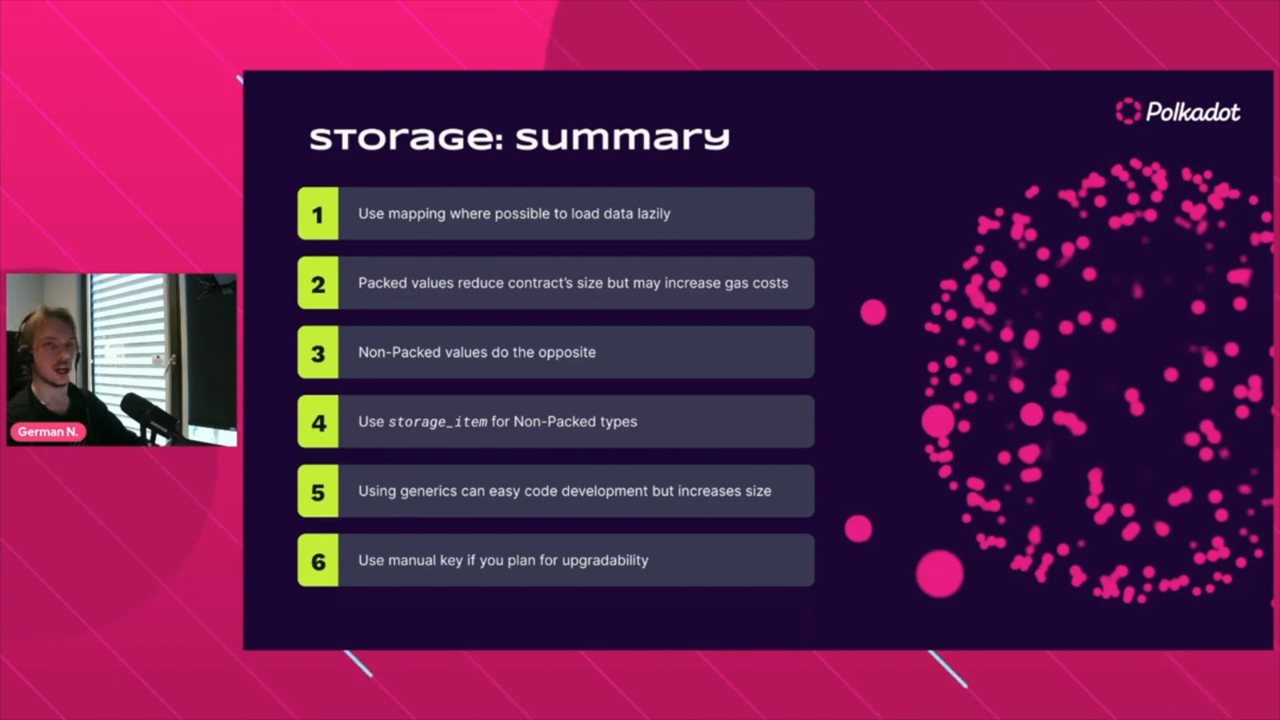 Polkadot
Storage: Summary
1 Use mapping where possible to load data lazily
2 Packed values reduce contract's size but may increase gas costs
3 Non-Packed values do the opposite
4 Use storage_item for Non-Packed types
5 Using generics can easy code development but increases size
6 Use manual key if you plan for upgradability
German N.